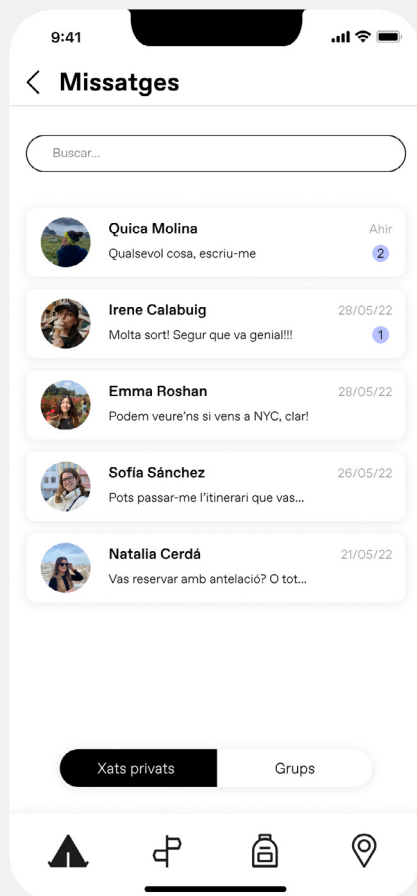 9:41
Missatges
Buscar...
Quica Molina
Ahir
Qualsevol cosa, escriu-me
2
Irene Calabuig
28/05/22
Molta sort! Segur que va genial!!!
1
Emma Roshan
28/05/22
Podem veure'ns si vens a NYC, clar!
Sofía Sánchez
26/05/22
Pots passar-me l'itinerari que vas...
Natalia Cerdá
21/05/22
Vas reservar amb antelació? O tot...
Xats privats
Grups